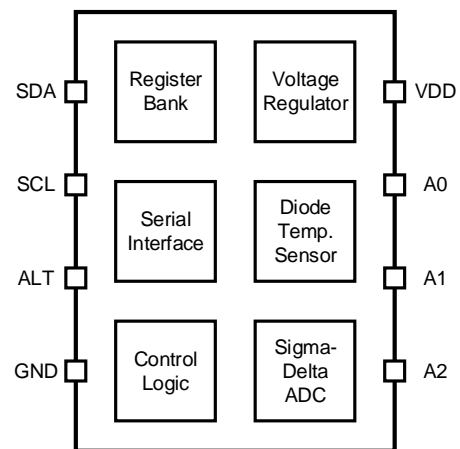 SDA
SCL
ALT
GND
Register
Bank
Voltage
Regulator
Serial
Interface
Diode
Temp.
Sensor
Control
Logic
Sigma-
Delta
ADC
VDD
A0
A1
A2